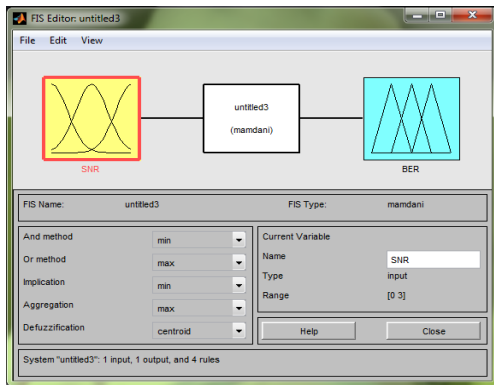 FIS Editor: untitled3
File Edit View
untitled3
(mamdani)
SNR
BER
FIS Name: untitled3 FIS Type: mamdani
And method min
Or method max
Implication min
Aggregation max
Defuzzification centroid
Current Variable
Name SNR
Type input
Range [0 3]
Help Close
System "untitled3": 1 input, 1 output, and 4 rules